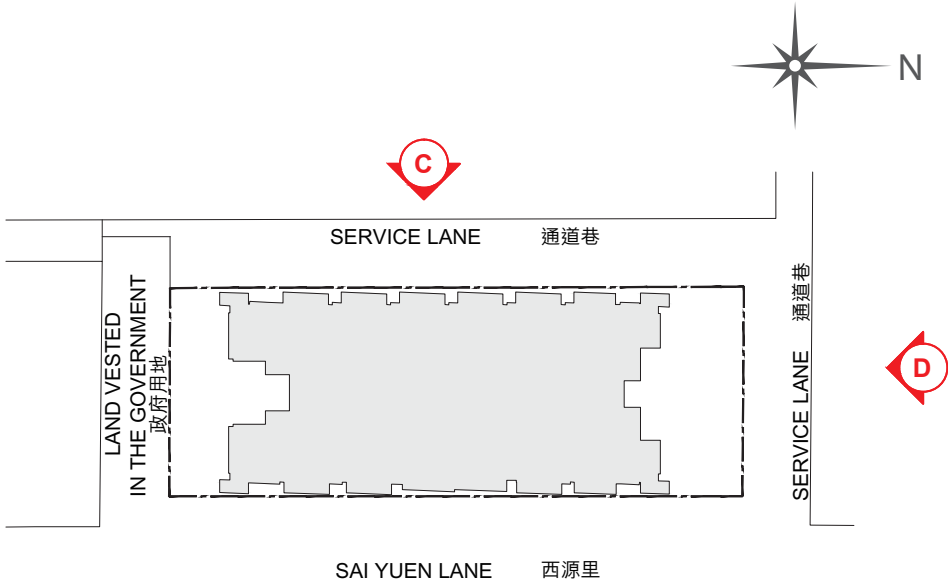 N
C
SERVICE LANE 通道巷
LAND VESTED
IN THE GOVERNMENT
政府用地
SERVICE LANE 通道巷
D
SAI YUEN LANE 西源里